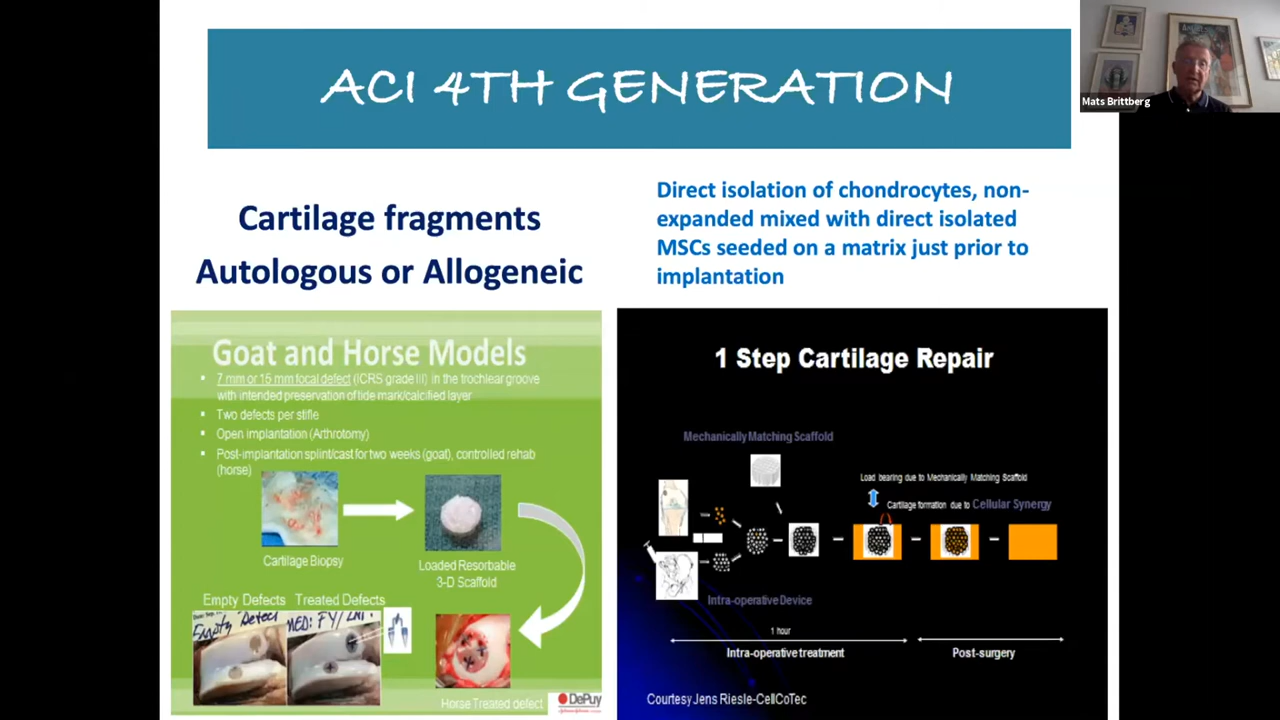 ACI 4TH GENERATION
Mats Brittberg
Cartilage fragments
Autologous or Allogeneic
Direct isolation of chondrocytes, non-
expanded mixed with direct isolated
MSCs seeded on a matrix just prior to
implantation
Goat and Horse Models
7 mm or 15 mm focal defect (ICRS grade III) in the trochlear groove
with intended preservation of tide mark/calcified layer
Two defects per stifle
Open implantation (Arthrotomy)
Post-implantation splint/cast for two weeks (goat), controlled rehab
(horse)
Cartilage Biopsy
Loaded Resorbable
3-D Scaffold
Empty Defects Treated Defects
Empty Defect
Horse Treated defect
DePuy
1 Step Cartilage Repair
Mechanically Matching Scaffold
Load bearing due to Mechanically Matching Scaffold
Cartilage formation due to Cellular Synergy
Intra-operative Device
1 hour
Intra-operative treatment
Post-surgery
Courtesy Jens Riesle-CellCoTec